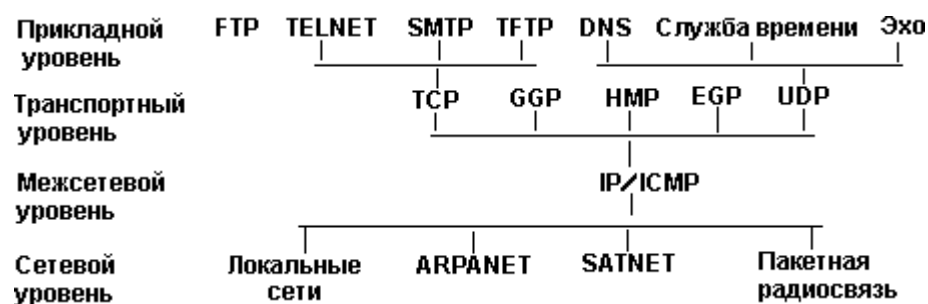 Прикладной FTP TELNET SMTP TFTP DNS Служба времени Эхо
уровень
Транспортный TCP GGP HMP EGP UDP
уровень
Межсетевой IP/ICMP
уровень
Сетевой Локальные ARPANET SATNET Пакетная
уровень сети радиосвязь